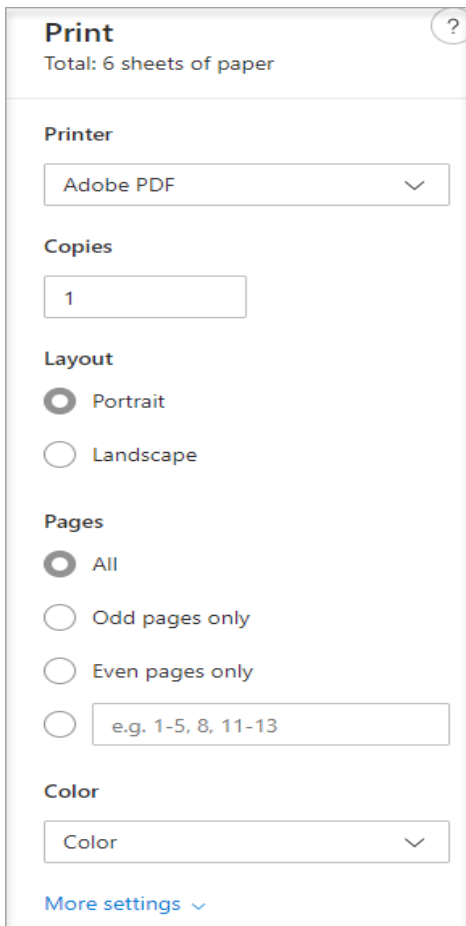 Print
?
Total: 6 sheets of paper
Printer
Adobe PDF
Copies
1
Layout
Portrait
Landscape
Pages
All
Odd pages only
Even pages only
e.g. 1-5, 8, 11-13
Color
Color
More settings